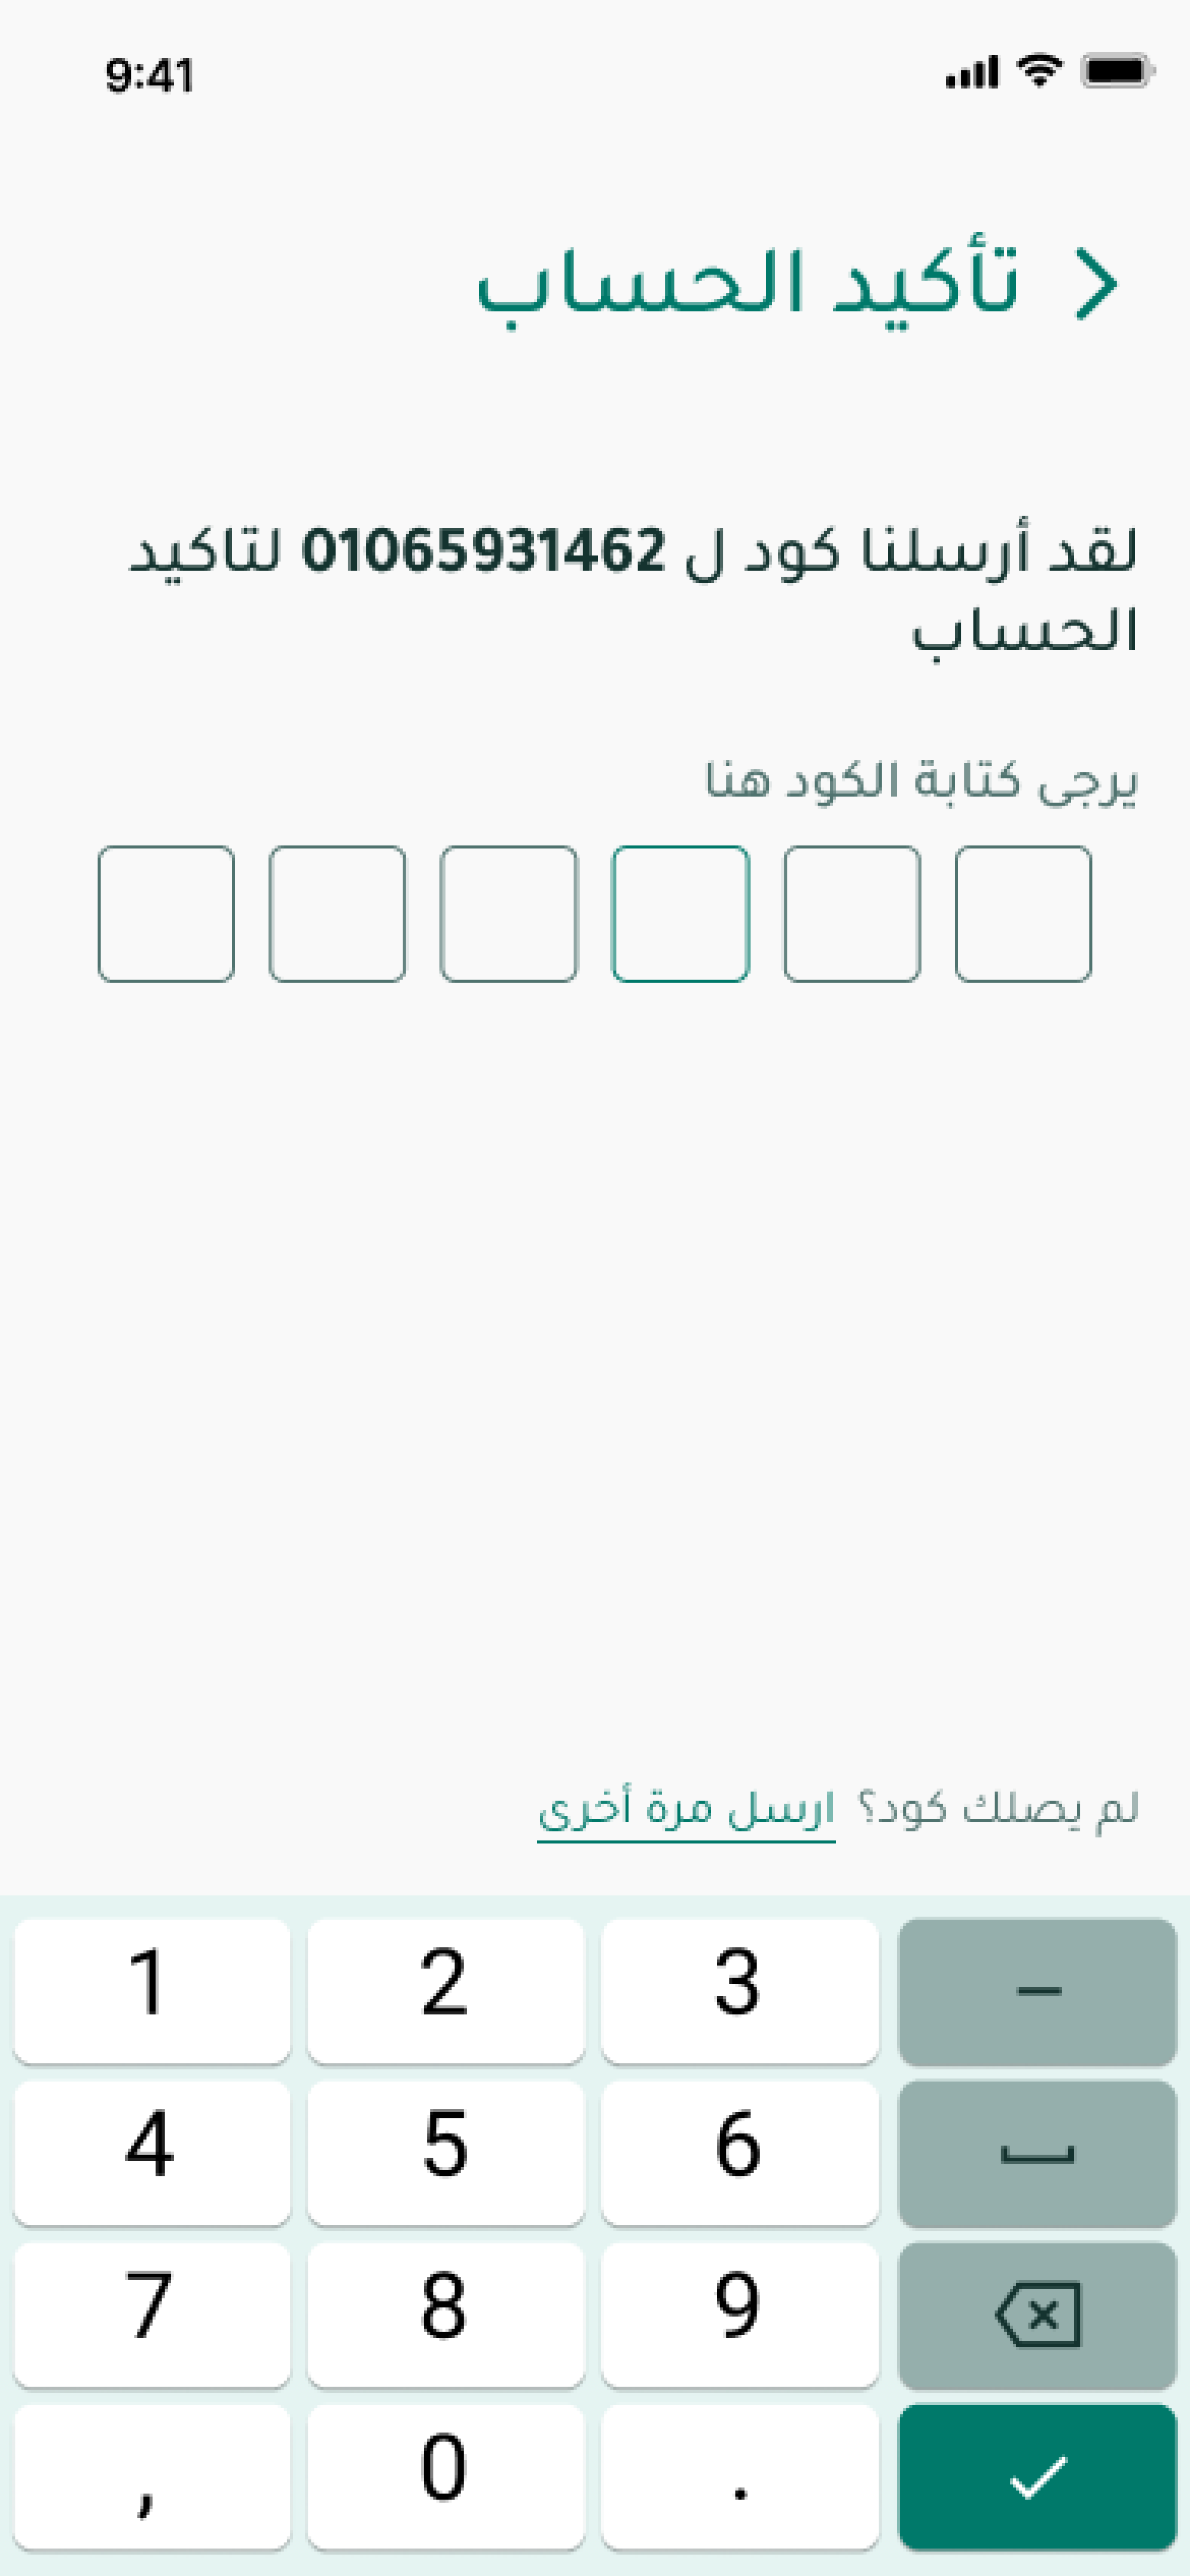 9:41
تأكيد الحساب
لقد أرسلنا كود ل 01065931462 لتاكيد
الحساب
يرجى كتابة الكود هنا
لم يصلك كود؟ ارسل مرة أخرى
1 2 3 –
4 5 6
7 8 9
, 0 .